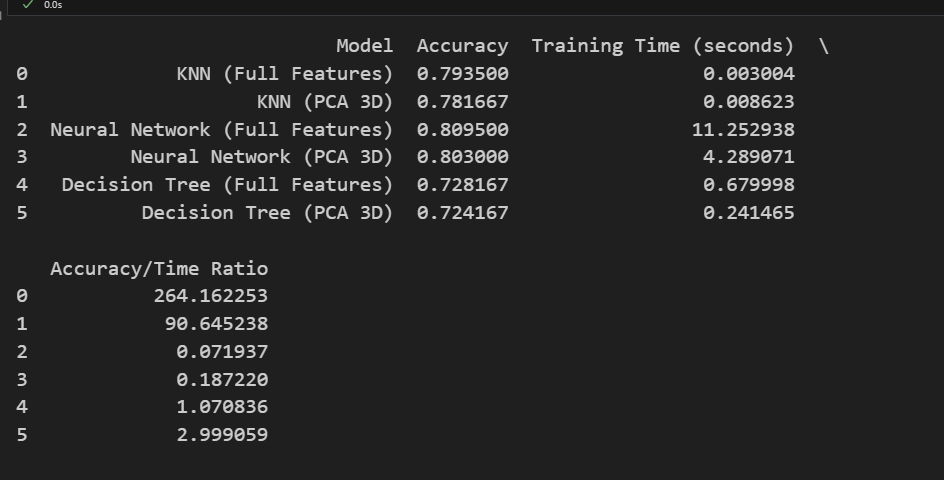 0.0s
Model Accuracy Training Time (seconds) \
0 KNN (Full Features) 0.793500 0.003004
1 KNN (PCA 3D) 0.781667 0.008623
2 Neural Network (Full Features) 0.809500 11.252938
3 Neural Network (PCA 3D) 0.803000 4.289071
4 Decision Tree (Full Features) 0.728167 0.679998
5 Decision Tree (PCA 3D) 0.724167 0.241465
Accuracy/Time Ratio
0 264.162253
1 90.645238
2 0.071937
3 0.187220
4 1.070836
5 2.999059